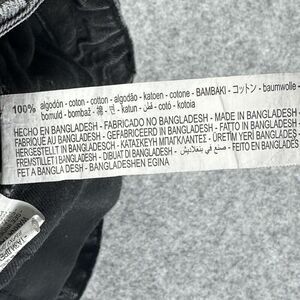 100% algodón - coton - cotton - algodão - katoen - cotone - BAMBAKI - コットン - baumwolle -
bomuld - bombaž - 棉 - 면 - katun - قطن - cotó - kotoia
HECHO EN BANGLADESH - FABRICADO NO BANGLADESH - MADE IN BANGLADESH -
FABRIQUÉ AU BANGLADESH - GEFABRICEERD IN BANGLADESH - FATTO IN BANGLADESH -
HERGESTELLT IN BANGLADESCH - ΚΑΤΑΣΚΕΥΗ ΜΠΑΓΚΛΑΝΤΕΣ - ÜRETIM YERİ BANGLADEŞ -
FREMSTILLET I BANGLADESH - DIBUAT DI BANGLADESH - صنع في بنغلاديش - FEITO EN BANGLADESH -
FET A BANGLADESH - BANGLADESHEN EGINA